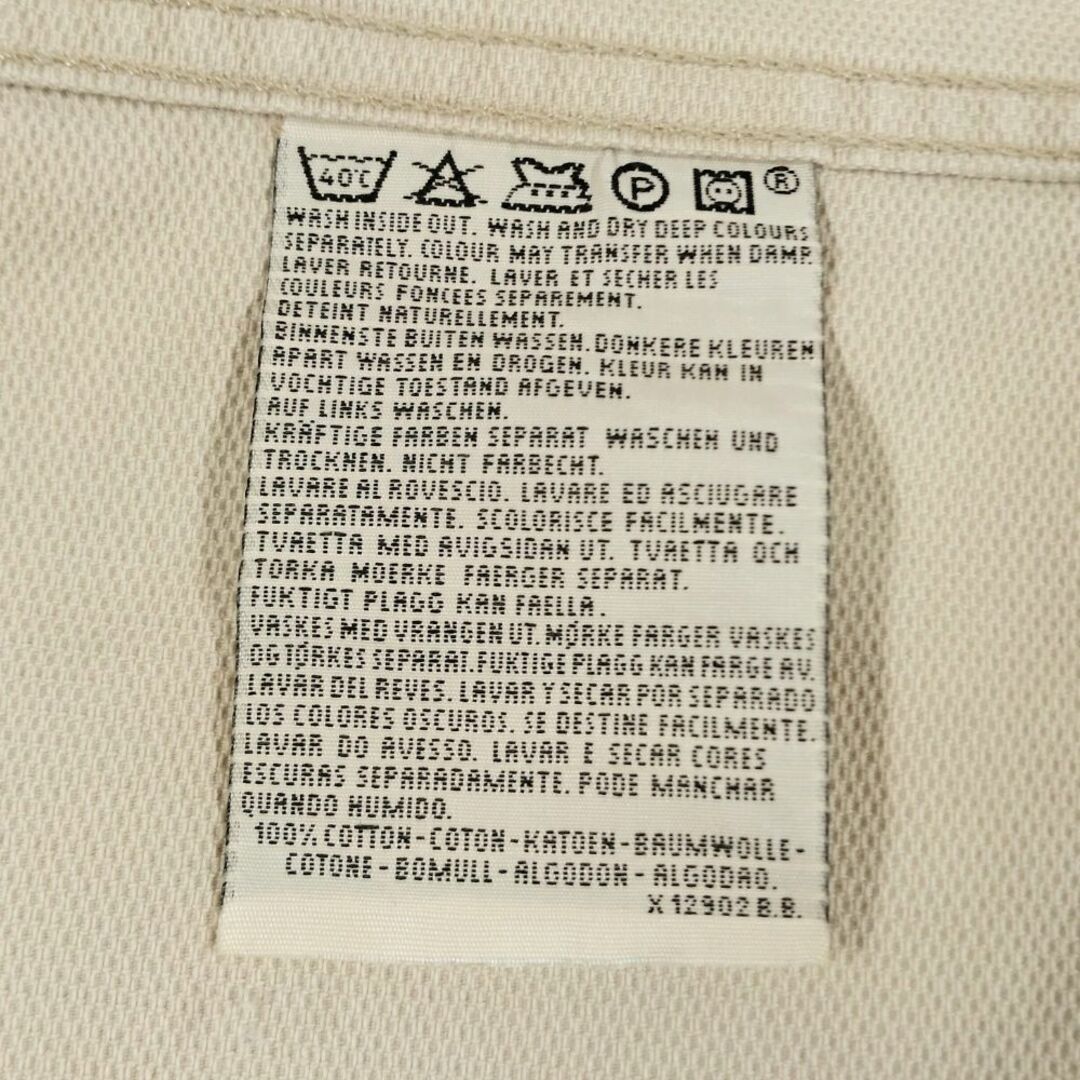 40°C P ®
WASH INSIDE OUT. WASH AND DRY DEEP COLOURS
SEPARATELY. COLOUR MAY TRANSFER WHEN DAMP.
LAVER RETOURNE. LAVER ET SECHER LES
COULEURS FONCEES SEPAREMENT.
DETEINT NATURELLEMENT.
BINNENSTE BUITEN WASSEN. DONKERE KLEUREN
APART WASSEN EN DROGEN. KLEUR KAN IN
VOCHTIGE TOESTAND AFGEVEN.
AUF LINKS WASCHEN.
KRÄFTIGE FARBEN SEPARAT WASCHEN UND
TROCKNEN. NICHT FARBECHT.
LAVARE AL ROVESCIO. LAVARE ED ASCIUGARE
SEPARATAMENTE. SCOLORISCE FACILMENTE.
TVAETTA MED AVIGSIDAN UT. TVAETTA OCH
TORKA MOERKE FAERGER SEPARAT.
FUKTIGT PLAGG KAN FAELLA.
VASKES MED VRANGEN UT. MØRKE FARGER VASKES
OG TØRKES SEPARAT. FUKTIGE PLAGG KAN FARGE AV.
LAVAR DEL REVES. LAVAR Y SECAR POR SEPARADO
LOS COLORES OSCUROS. SE DESTINE FACILMENTE.
LAVAR DO AVESSO. LAVAR E SECAR CORES
ESCURAS SEPARADAMENTE. PODE MANCHAR
QUANDO HUMIDO.
100% COTTON-COTON-KATOEN-BAUMWOLLE-
COTONE-BOMULL-ALGODON-ALGODAO.
X 12902 B.B.